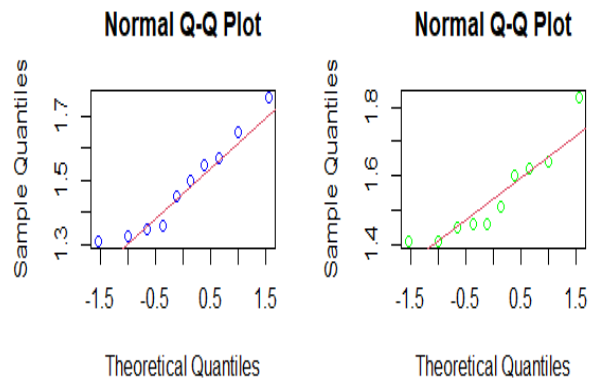 Normal Q-Q Plot
Sample Quantiles
1.3 1.5 1.7
-1.5 -0.5 0.5 1.5
Theoretical Quantiles
Normal Q-Q Plot
Sample Quantiles
1.4 1.6 1.8
-1.5 -0.5 0.5 1.5
Theoretical Quantiles